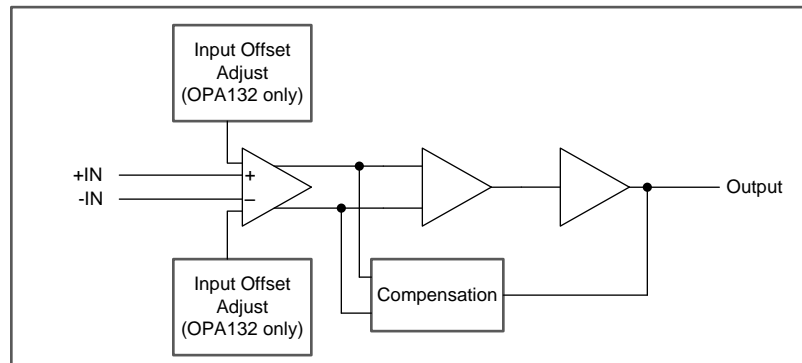 Input Offset
Adjust
(OPA132 only)
+IN
-IN
+
–
Output
Compensation
Input Offset
Adjust
(OPA132 only)